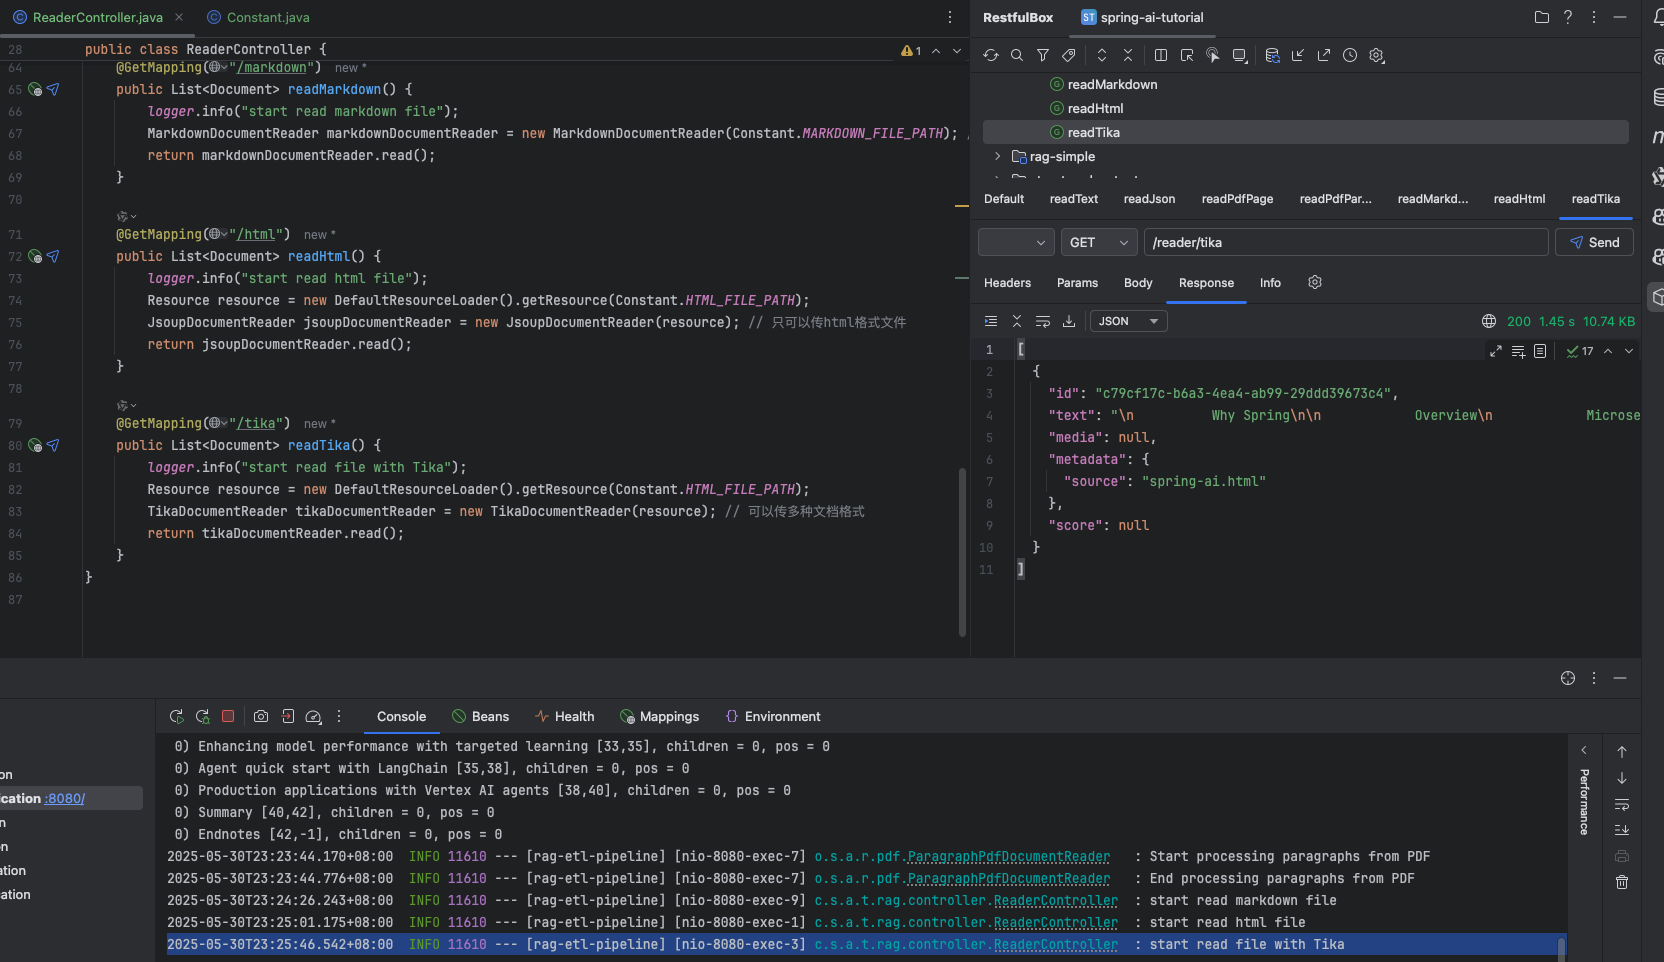 ReaderController.java
Constant.java
28 public class ReaderController {
1
64 @GetMapping("/markdown") new *
65 public List<Document> readMarkdown() {
66 logger.info("start read markdown file");
67 MarkdownDocumentReader markdownDocumentReader = new MarkdownDocumentReader(Constant.MARKDOWN_FILE_PATH);
68 return markdownDocumentReader.read();
69 }
70
71 @GetMapping("/html") new *
72 public List<Document> readHtml() {
73 logger.info("start read html file");
74 Resource resource = new DefaultResourceLoader().getResource(Constant.HTML_FILE_PATH);
75 JsoupDocumentReader jsoupDocumentReader = new JsoupDocumentReader(resource); // 只可以传html格式文件
76 return jsoupDocumentReader.read();
77 }
78
79 @GetMapping("/tika") new *
80 public List<Document> readTika() {
81 logger.info("start read file with Tika");
82 Resource resource = new DefaultResourceLoader().getResource(Constant.HTML_FILE_PATH);
83 TikaDocumentReader tikaDocumentReader = new TikaDocumentReader(resource); // 可以传多种文档格式
84 return tikaDocumentReader.read();
85 }
86 }
87
RestfulBox
ST spring-ai-tutorial
readMarkdown
readHtml
readTika
rag-simple
Default readText readJson readPdfPage readPdfPar... readMarkd... readHtml readTika
GET /reader/tika Send
Headers Params Body Response Info
JSON 200 1.45 s 10.74 KB
17
1 [
2 {
3 "id": "c79cf17c-b6a3-4ea4-ab99-29ddd39673c4",
4 "text": "\n Why Spring\n\n Overview\n Microse
5 "media": null,
6 "metadata": {
7 "source": "spring-ai.html"
8 },
9 "score": null
10 }
11 ]
Console Beans Health Mappings Environment
on
ication :8080/
n
on
ation
cation
0) Enhancing model performance with targeted learning [33,35], children = 0, pos = 0
0) Agent quick start with LangChain [35,38], children = 0, pos = 0
0) Production applications with Vertex AI agents [38,40], children = 0, pos = 0
0) Summary [40,42], children = 0, pos = 0
0) Endnotes [42,-1], children = 0, pos = 0
2025-05-30T23:23:44.170+08:00 INFO 11610 --- [rag-etl-pipeline] [nio-8080-exec-7] o.s.a.r.pdf.ParagraphPdfDocumentReader : Start processing paragraphs from PDF
2025-05-30T23:23:44.776+08:00 INFO 11610 --- [rag-etl-pipeline] [nio-8080-exec-7] o.s.a.r.pdf.ParagraphPdfDocumentReader : End processing paragraphs from PDF
2025-05-30T23:24:26.243+08:00 INFO 11610 --- [rag-etl-pipeline] [nio-8080-exec-9] c.s.a.t.rag.controller.ReaderController : start read markdown file
2025-05-30T23:25:01.175+08:00 INFO 11610 --- [rag-etl-pipeline] [nio-8080-exec-1] c.s.a.t.rag.controller.ReaderController : start read html file
2025-05-30T23:25:46.542+08:00 INFO 11610 --- [rag-etl-pipeline] [nio-8080-exec-3] c.s.a.t.rag.controller.ReaderController : start read file with Tika
Performance